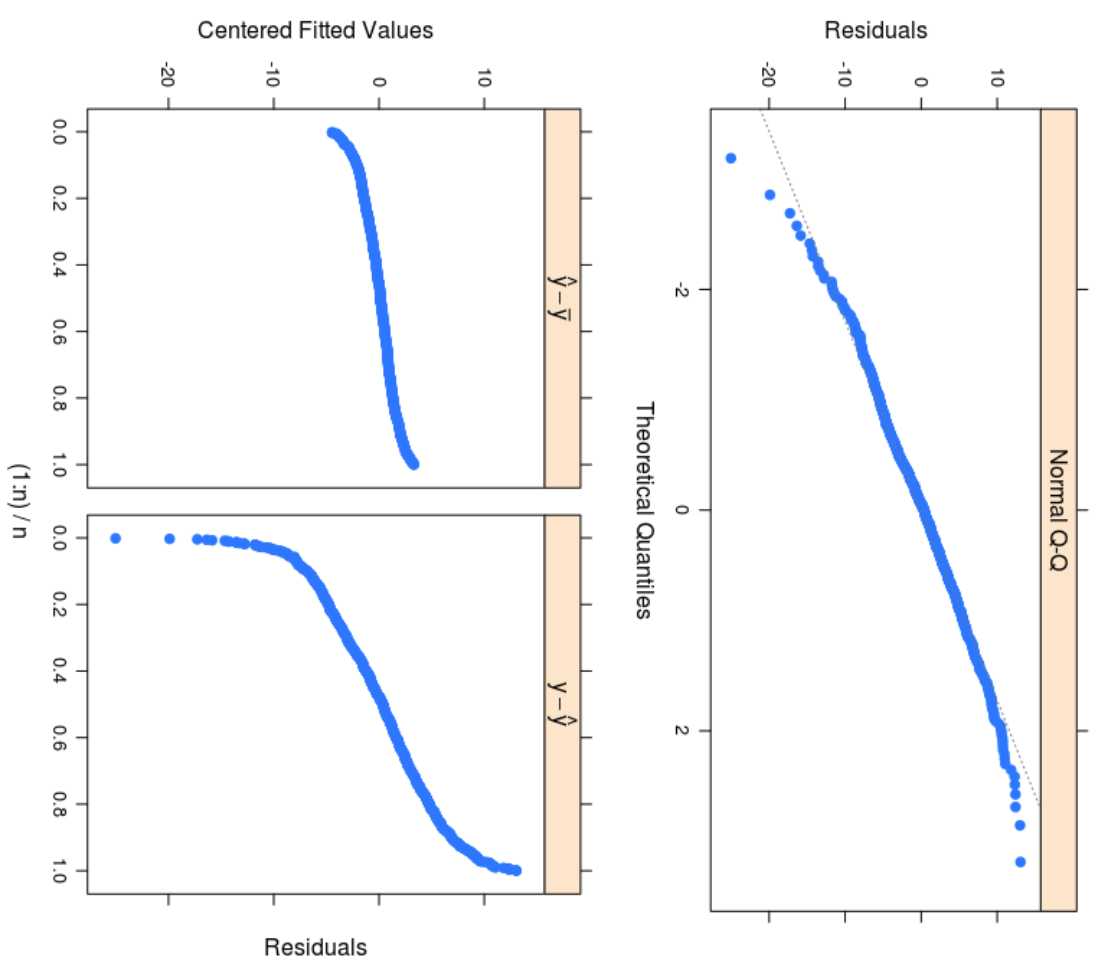 Normal Q-Q
Residuals
10
0
-10
-20
-2
0
2
Theoretical Quantiles
ŷ − ȳ
y − ŷ
Centered Fitted Values
10
0
-10
-20
Residuals
0.0
0.2
0.4
0.6
0.8
1.0
0.0
0.2
0.4
0.6
0.8
1.0
(1:n) / n